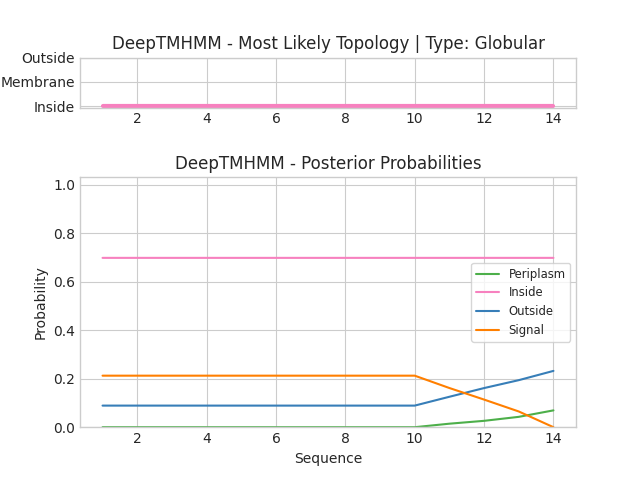 DeepTMHMM - Most Likely Topology | Type: Globular
Outside
Membrane
Inside
2 4 6 8 10 12 14
DeepTMHMM - Posterior Probabilities
1.0
0.8
0.6
0.4
0.2
0.0
Probability
Periplasm
Inside
Outside
Signal
2 4 6 8 10 12 14
Sequence